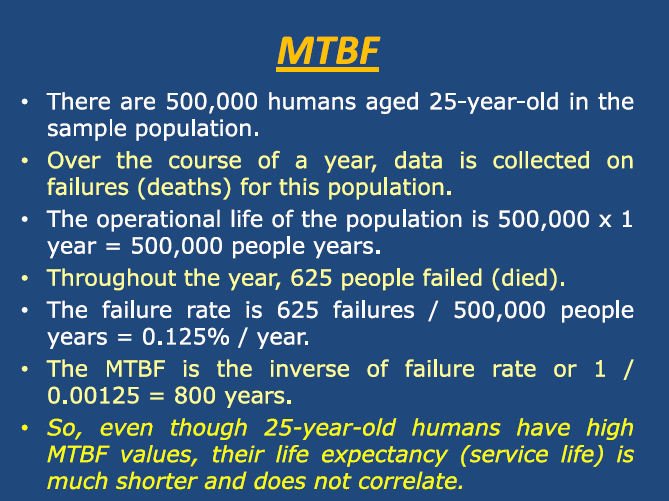 MTBF
• There are 500,000 humans aged 25-year-old in the
sample population.
• Over the course of a year, data is collected on
failures (deaths) for this population.
• The operational life of the population is 500,000 x 1
year = 500,000 people years.
• Throughout the year, 625 people failed (died).
• The failure rate is 625 failures / 500,000 people
years = 0.125% / year.
• The MTBF is the inverse of failure rate or 1 /
0.00125 = 800 years.
• So, even though 25-year-old humans have high
MTBF values, their life expectancy (service life) is
much shorter and does not correlate.